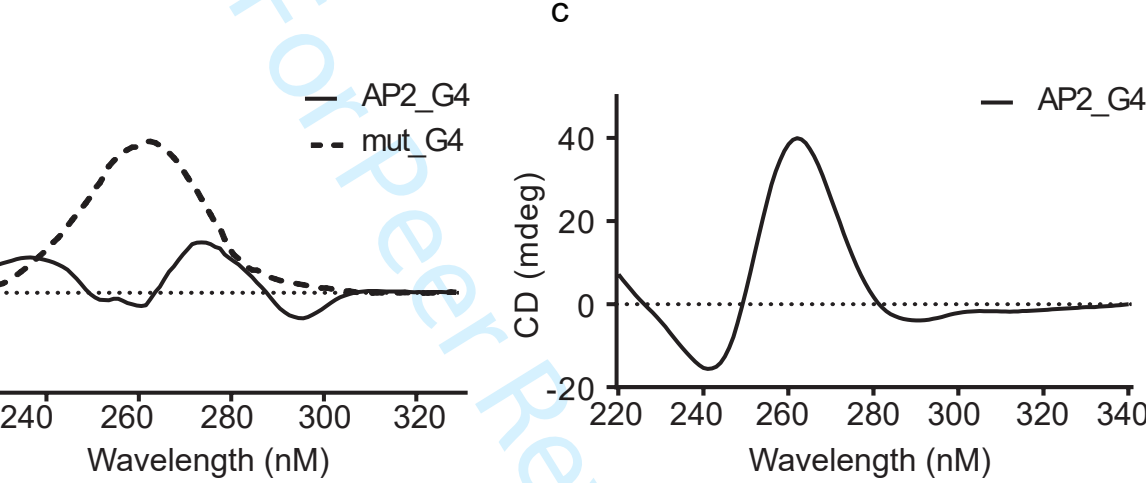 c
AP2_G4
mut_G4
240 260 280 300 320
Wavelength (nM)
AP2_G4
CD (mdeg)
40
20
0
-20
220 240 260 280 300 320 340
Wavelength (nM)
For Peer Re